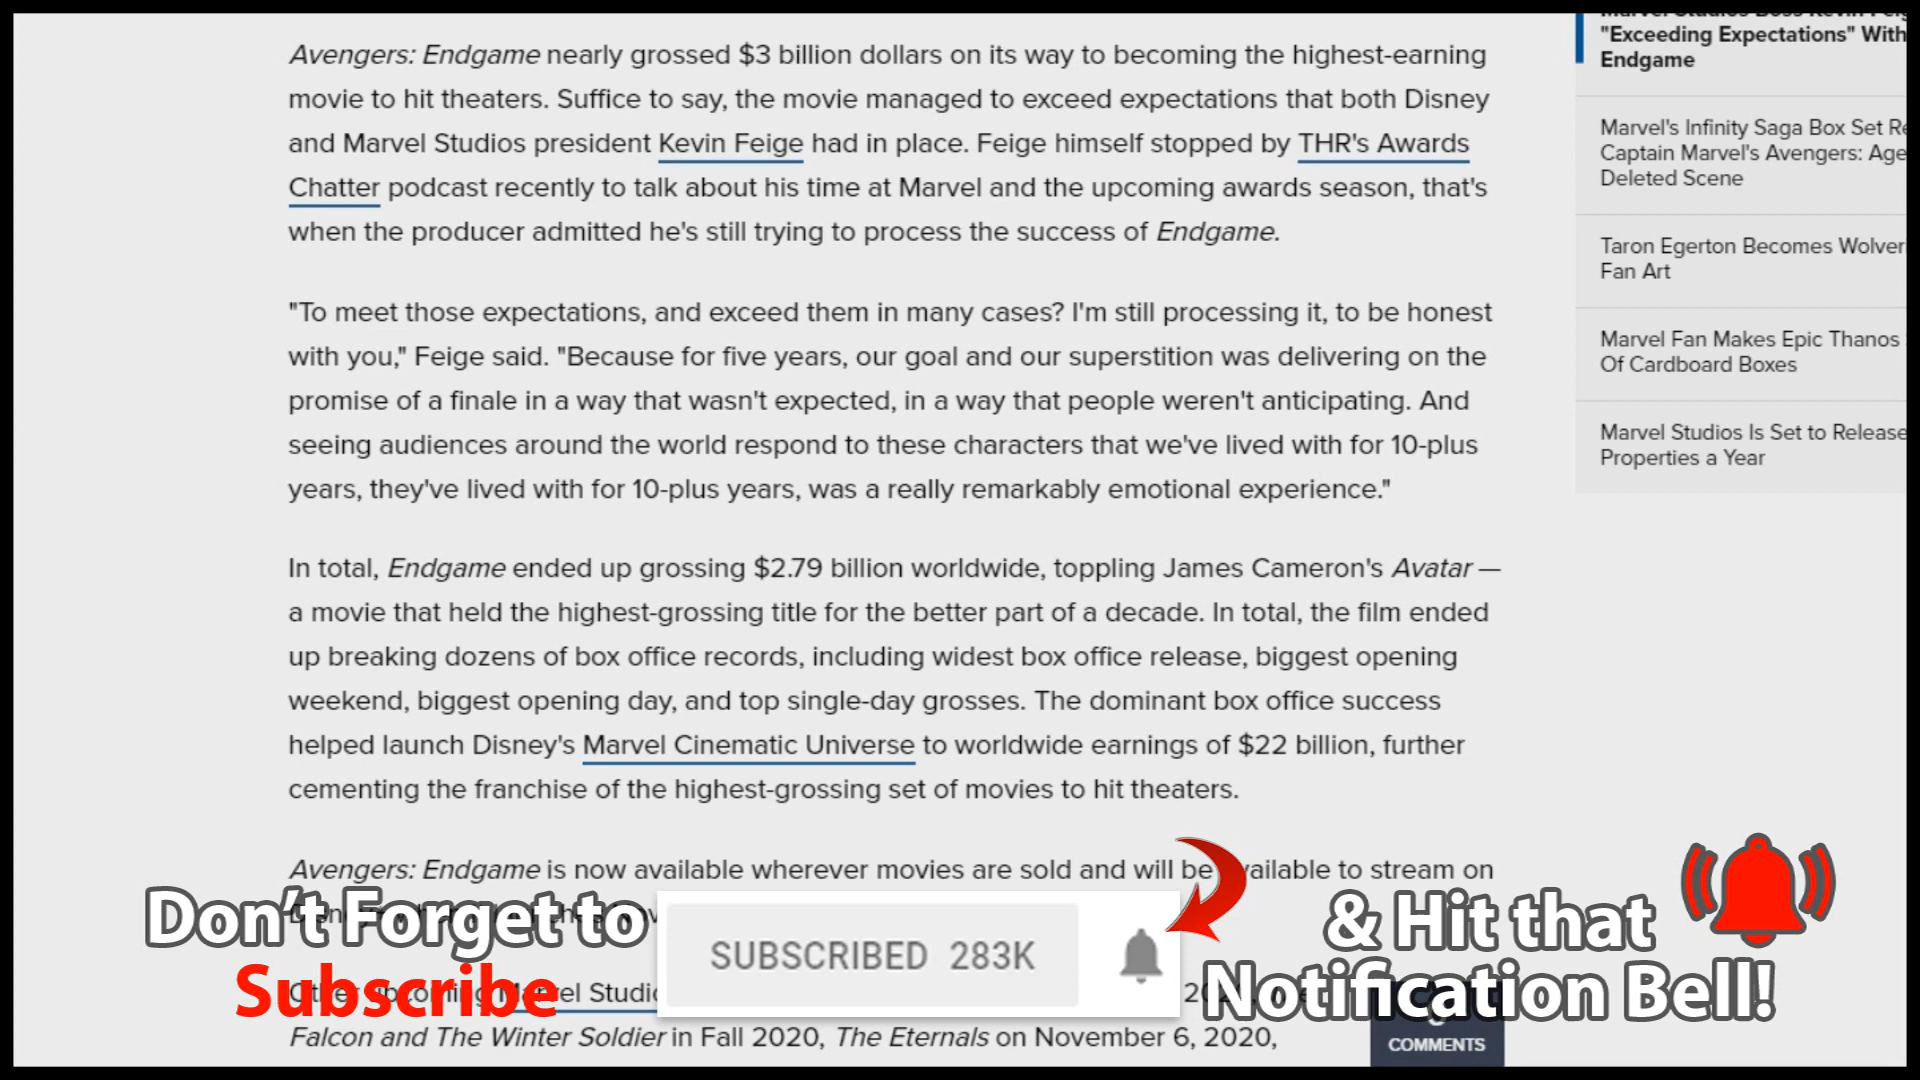 Avengers: Endgame nearly grossed $3 billion dollars on its way to becoming the highest-earning
movie to hit theaters. Suffice to say, the movie managed to exceed expectations that both Disney
and Marvel Studios president Kevin Feige had in place. Feige himself stopped by THR's Awards
Chatter podcast recently to talk about his time at Marvel and the upcoming awards season, that's
when the producer admitted he's still trying to process the success of Endgame.
"To meet those expectations, and exceed them in many cases? I'm still processing it, to be honest
with you," Feige said. "Because for five years, our goal and our superstition was delivering on the
promise of a finale in a way that wasn't expected, in a way that people weren't anticipating. And
seeing audiences around the world respond to these characters that we've lived with for 10-plus
years, they've lived with for 10-plus years, was a really remarkably emotional experience."
In total, Endgame ended up grossing $2.79 billion worldwide, toppling James Cameron's Avatar —
a movie that held the highest-grossing title for the better part of a decade. In total, the film ended
up breaking dozens of box office records, including widest box office release, biggest opening
weekend, biggest opening day, and top single-day grosses. The dominant box office success
helped launch Disney's Marvel Cinematic Universe to worldwide earnings of $22 billion, further
cementing the franchise of the highest-grossing set of movies to hit theaters.
Avengers: Endgame is now available wherever movies are sold and will be available to stream on
Other upcoming Marvel Studio
Falcon and The Winter Soldier in Fall 2020, The Eternals on November 6, 2020,
Marvel Studios Boss Kevin Feig
"Exceeding Expectations" With
Endgame
Marvel's Infinity Saga Box Set Re
Captain Marvel's Avengers: Age
Deleted Scene
Taron Egerton Becomes Wolver
Fan Art
Marvel Fan Makes Epic Thanos
Of Cardboard Boxes
Marvel Studios Is Set to Release
Properties a Year
Don't Forget to
Subscribe
SUBSCRIBED 283K
& Hit that
Notification Bell!
COMMENTS